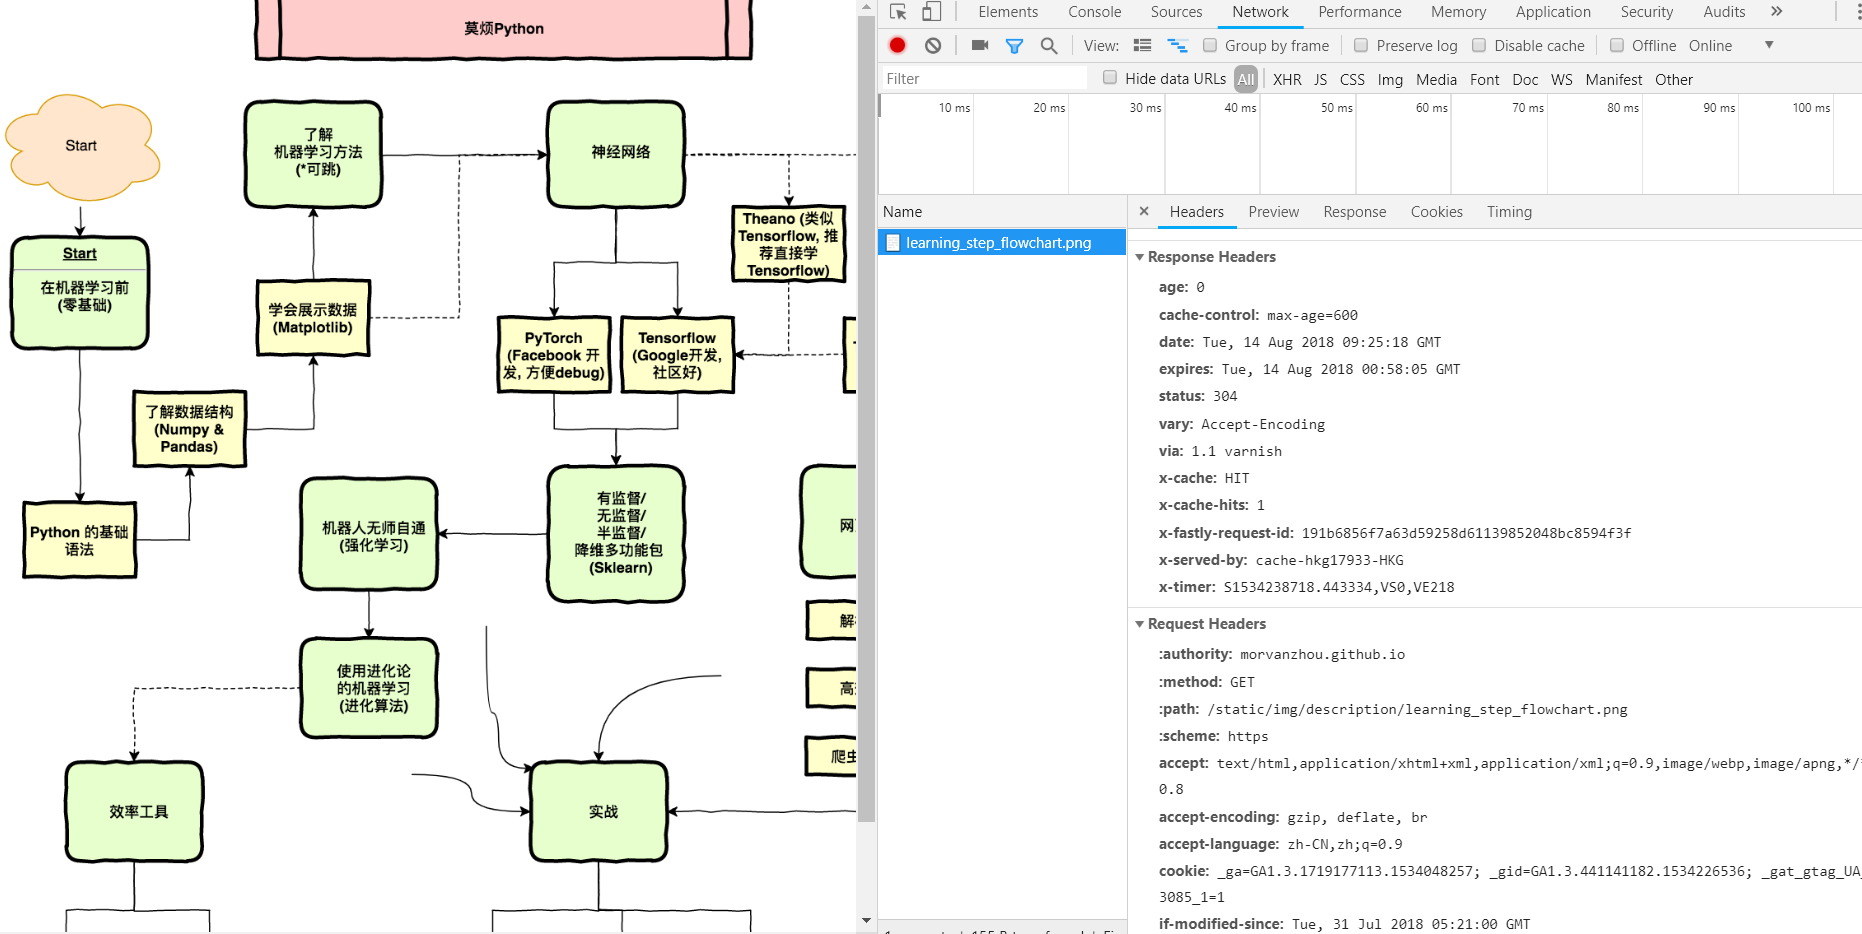 莫烦Python
Start
Start
在机器学习前
(零基础)
了解
机器学习方法
(*可跳)
神经网络
Theano (类似
Tensorflow, 推
荐直接学
Tensorflow)
学会展示数据
(Matplotlib)
PyTorch
(Facebook 开
发, 方便debug)
Tensorflow
(Google开发,
社区好)
了解数据结构
(Numpy &
Pandas)
Python 的基础
语法
机器人无师自通
(强化学习)
有监督/
无监督/
半监督/
降维多功能包
(Sklearn)
网
解
高
爬虫
使用进化论
的机器学习
(进化算法)
效率工具
实战
Elements Console Sources Network Performance Memory Application Security Audits »
View: Group by frame Preserve log Disable cache Offline Online
Filter Hide data URLs All XHR JS CSS Img Media Font Doc WS Manifest Other
10 ms 20 ms 30 ms 40 ms 50 ms 60 ms 70 ms 80 ms 90 ms 100 ms
Name
learning_step_flowchart.png
× Headers Preview Response Cookies Timing
Response Headers
age: 0
cache-control: max-age=600
date: Tue, 14 Aug 2018 09:25:18 GMT
expires: Tue, 14 Aug 2018 00:58:05 GMT
status: 304
vary: Accept-Encoding
via: 1.1 varnish
x-cache: HIT
x-cache-hits: 1
x-fastly-request-id: 191b6856f7a63d59258d61139852048bc8594f3f
x-served-by: cache-hkg17933-HKG
x-timer: S1534238718.443334,VS0,VE218
Request Headers
:authority: morvanzhou.github.io
:method: GET
:path: /static/img/description/learning_step_flowchart.png
:scheme: https
accept: text/html,application/xhtml+xml,application/xml;q=0.9,image/webp,image/apng,*/
0.8
accept-encoding: gzip, deflate, br
accept-language: zh-CN,zh;q=0.9
cookie: _ga=GA1.3.1719177113.1534048257; _gid=GA1.3.441141182.1534226536; _gat_gtag_UA_
3085_1=1
if-modified-since: Tue, 31 Jul 2018 05:21:00 GMT